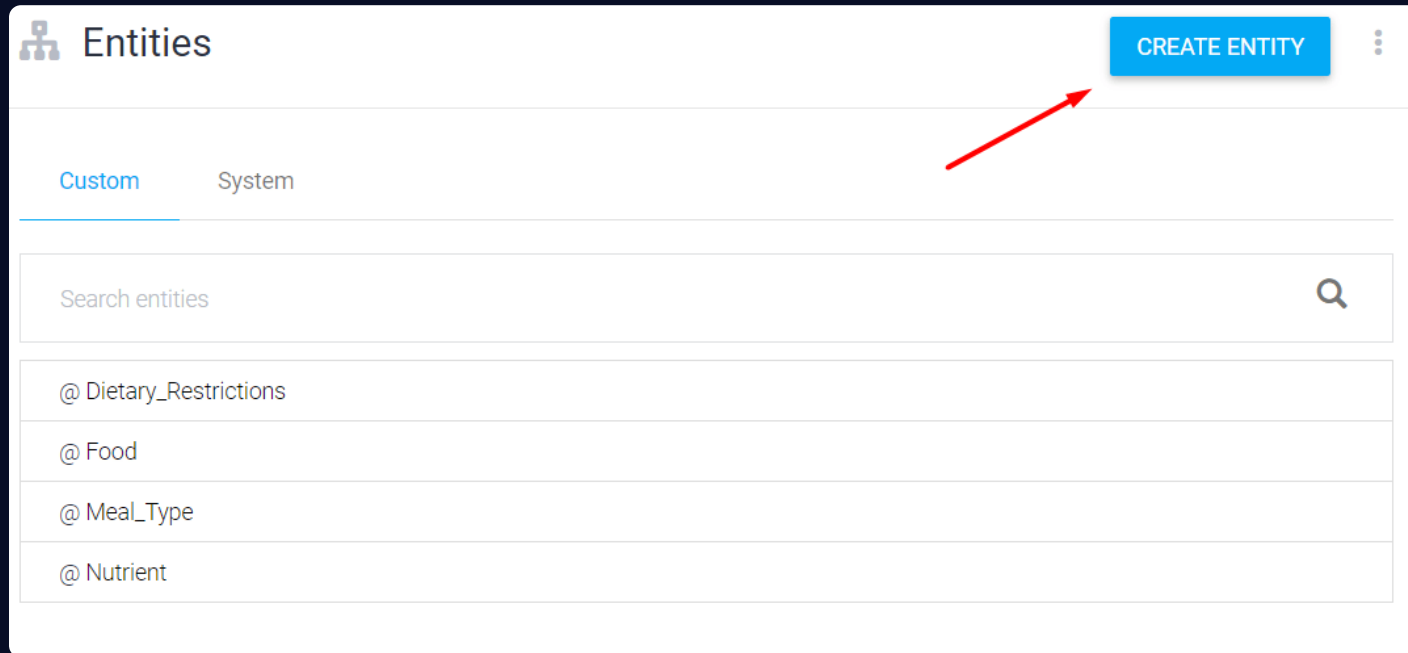 Entities
CREATE ENTITY
Custom System
Search entities
@ Dietary_Restrictions
@ Food
@ Meal_Type
@ Nutrient